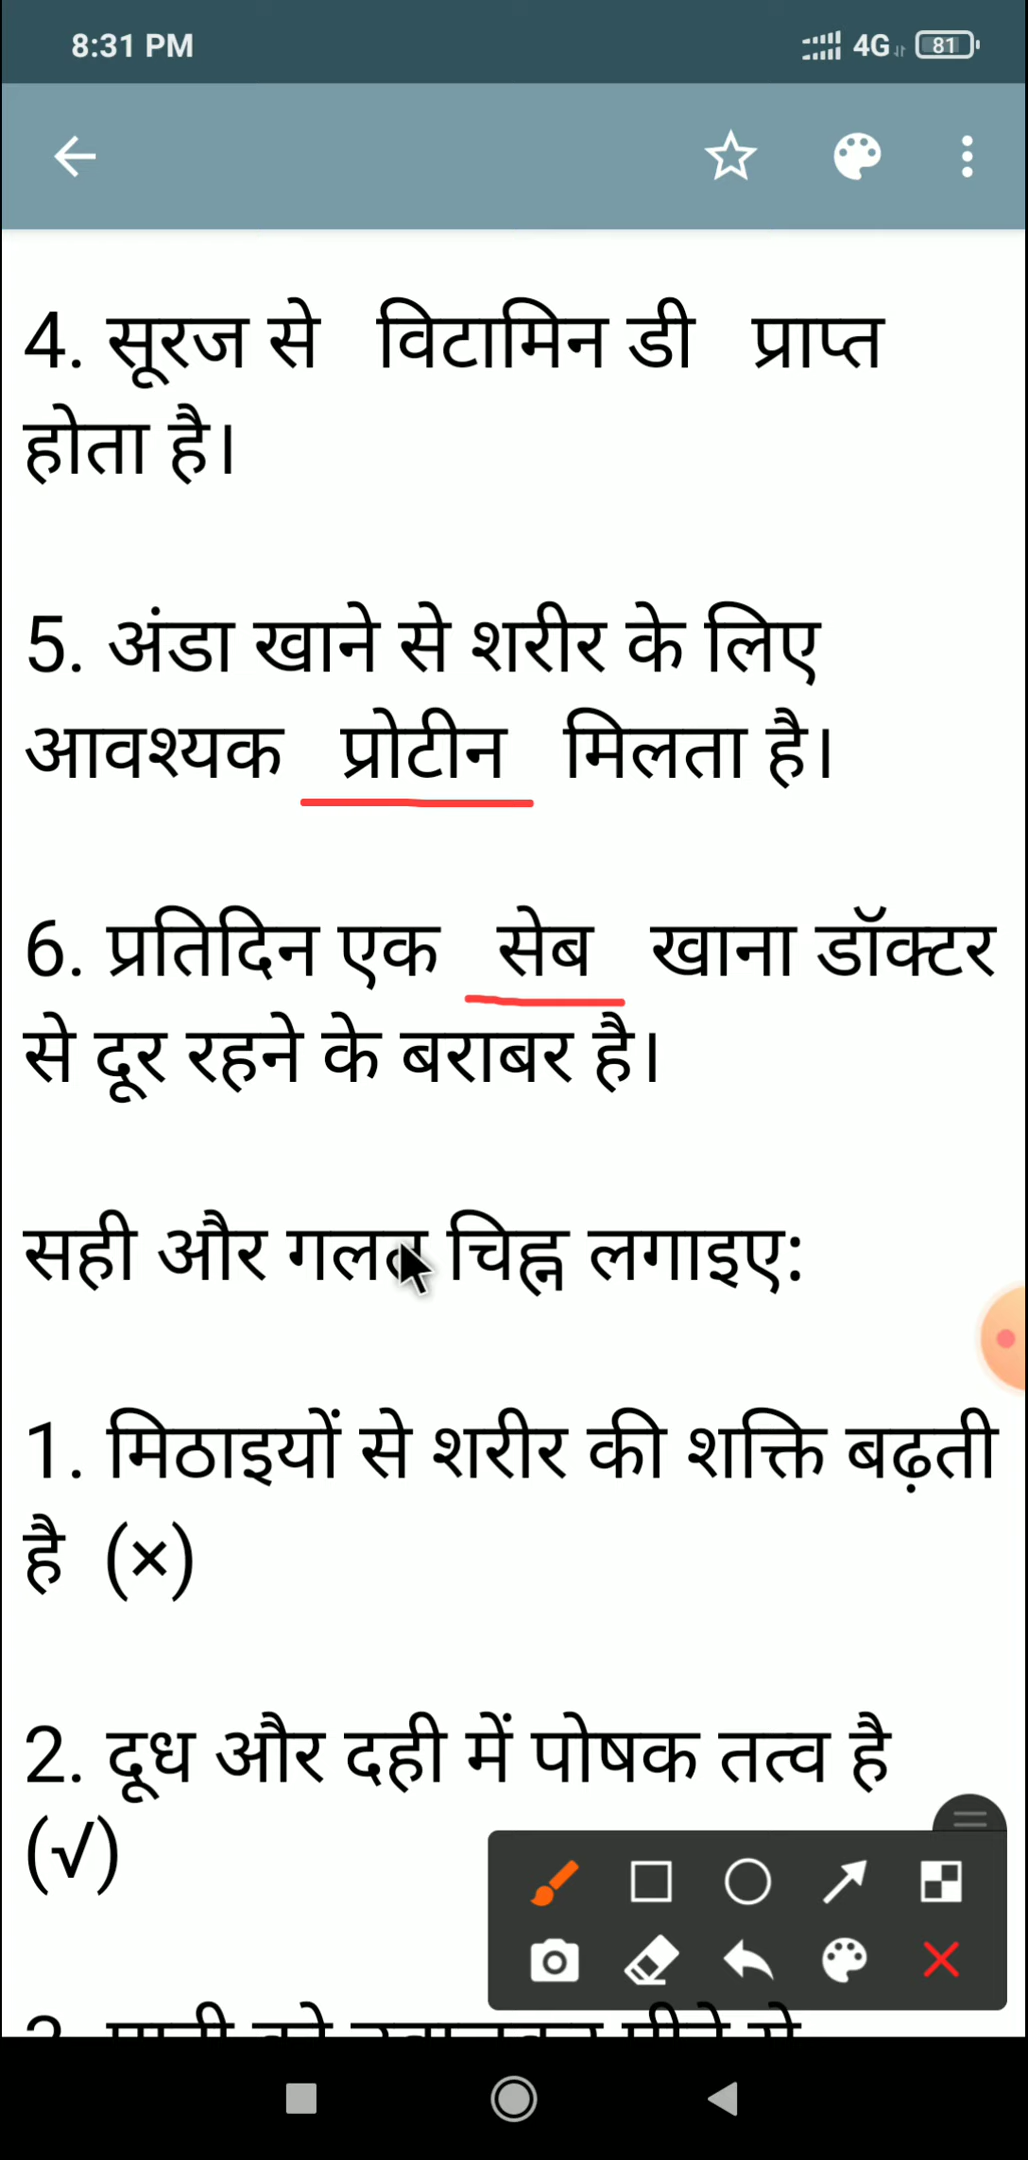 8:31 PM 4G 81
4. सूरज से विटामिन डी प्राप्त
होता है।
5. अंडा खाने से शरीर के लिए
आवश्यक प्रोटीन मिलता है।
6. प्रतिदिन एक सेब खाना डॉक्टर
से दूर रहने के बराबर है।
सही और गलत चिह्न लगाइए:
1. मिठाइयों से शरीर की शक्ति बढ़ती
है (×)
2. दूध और दही में पोषक तत्व है
(√)